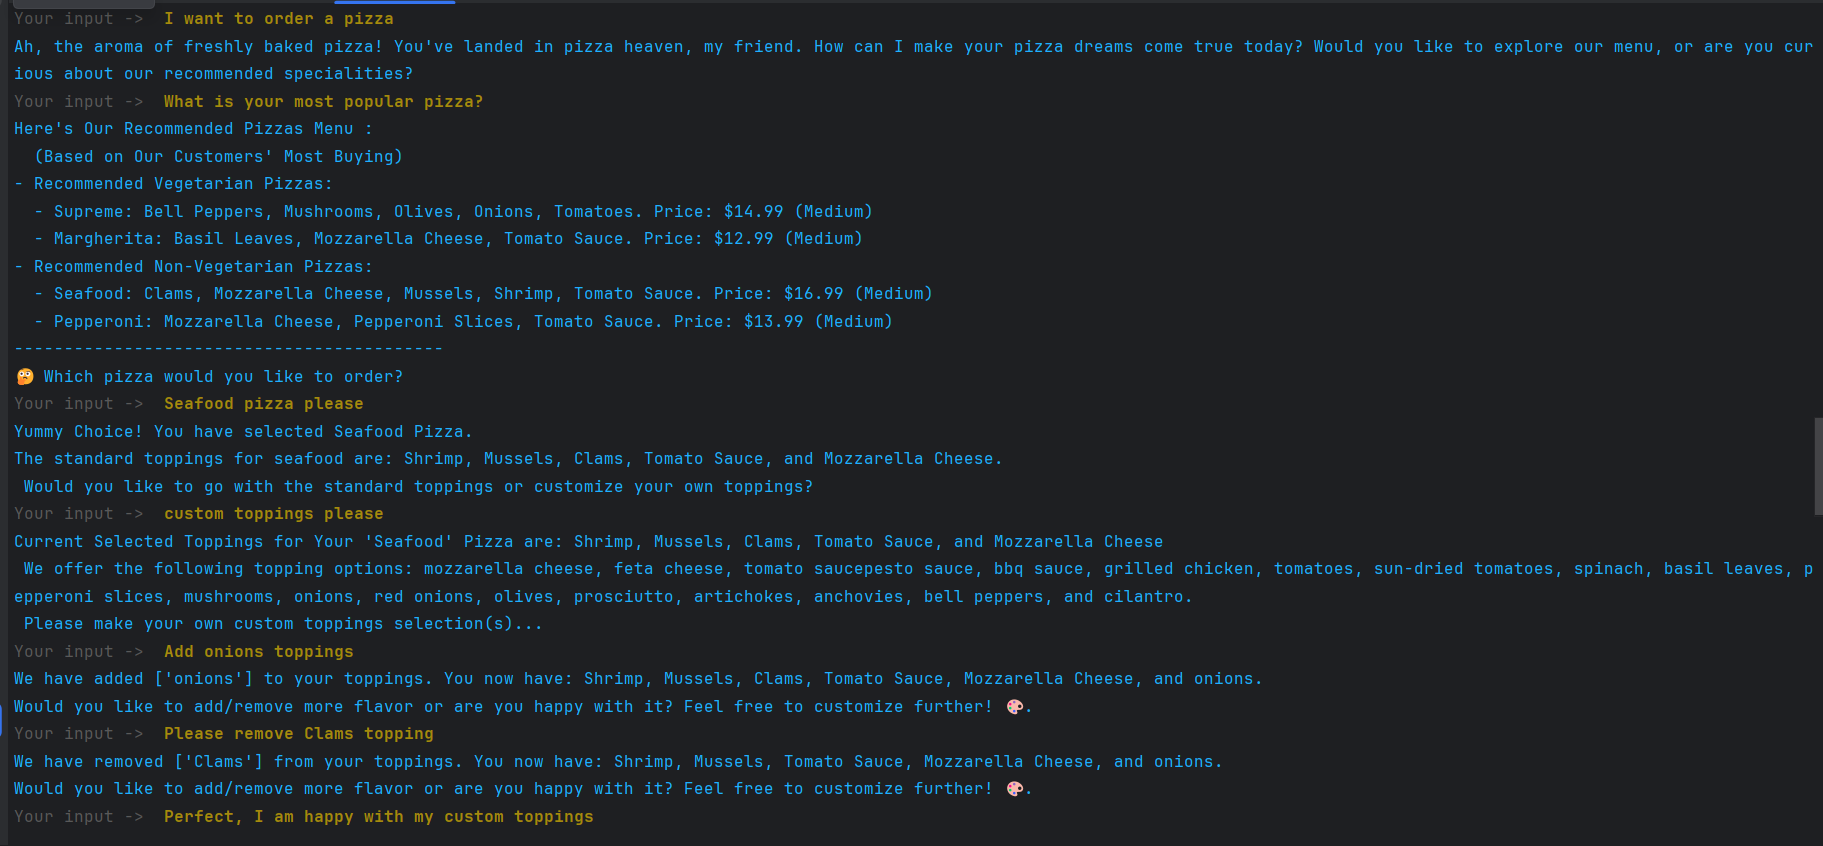 Your input ->  I want to order a pizza
Ah, the aroma of freshly baked pizza! You've landed in pizza heaven, my friend. How can I make your pizza dreams come true today? Would you like to explore our menu, or are you cur
ious about our recommended specialities?
Your input ->  What is your most popular pizza?
Here's Our Recommended Pizzas Menu :
  (Based on Our Customers' Most Buying)
- Recommended Vegetarian Pizzas:
  - Supreme: Bell Peppers, Mushrooms, Olives, Onions, Tomatoes. Price: $14.99 (Medium)
  - Margherita: Basil Leaves, Mozzarella Cheese, Tomato Sauce. Price: $12.99 (Medium)
- Recommended Non-Vegetarian Pizzas:
  - Seafood: Clams, Mozzarella Cheese, Mussels, Shrimp, Tomato Sauce. Price: $16.99 (Medium)
  - Pepperoni: Mozzarella Cheese, Pepperoni Slices, Tomato Sauce. Price: $13.99 (Medium)
-------------------------------------------
🤔 Which pizza would you like to order?
Your input ->  Seafood pizza please
Yummy Choice! You have selected Seafood Pizza.
The standard toppings for seafood are: Shrimp, Mussels, Clams, Tomato Sauce, and Mozzarella Cheese.
 Would you like to go with the standard toppings or customize your own toppings?
Your input ->  custom toppings please
Current Selected Toppings for Your 'Seafood' Pizza are: Shrimp, Mussels, Clams, Tomato Sauce, and Mozzarella Cheese
 We offer the following topping options: mozzarella cheese, feta cheese, tomato saucepesto sauce, bbq sauce, grilled chicken, tomatoes, sun-dried tomatoes, spinach, basil leaves, p
epperoni slices, mushrooms, onions, red onions, olives, prosciutto, artichokes, anchovies, bell peppers, and cilantro.
 Please make your own custom toppings selection(s)...
Your input ->  Add onions toppings
We have added ['onions'] to your toppings. You now have: Shrimp, Mussels, Clams, Tomato Sauce, Mozzarella Cheese, and onions.
Would you like to add/remove more flavor or are you happy with it? Feel free to customize further! 🎨.
Your input ->  Please remove Clams topping
We have removed ['Clams'] from your toppings. You now have: Shrimp, Mussels, Tomato Sauce, Mozzarella Cheese, and onions.
Would you like to add/remove more flavor or are you happy with it? Feel free to customize further! 🎨.
Your input ->  Perfect, I am happy with my custom toppings